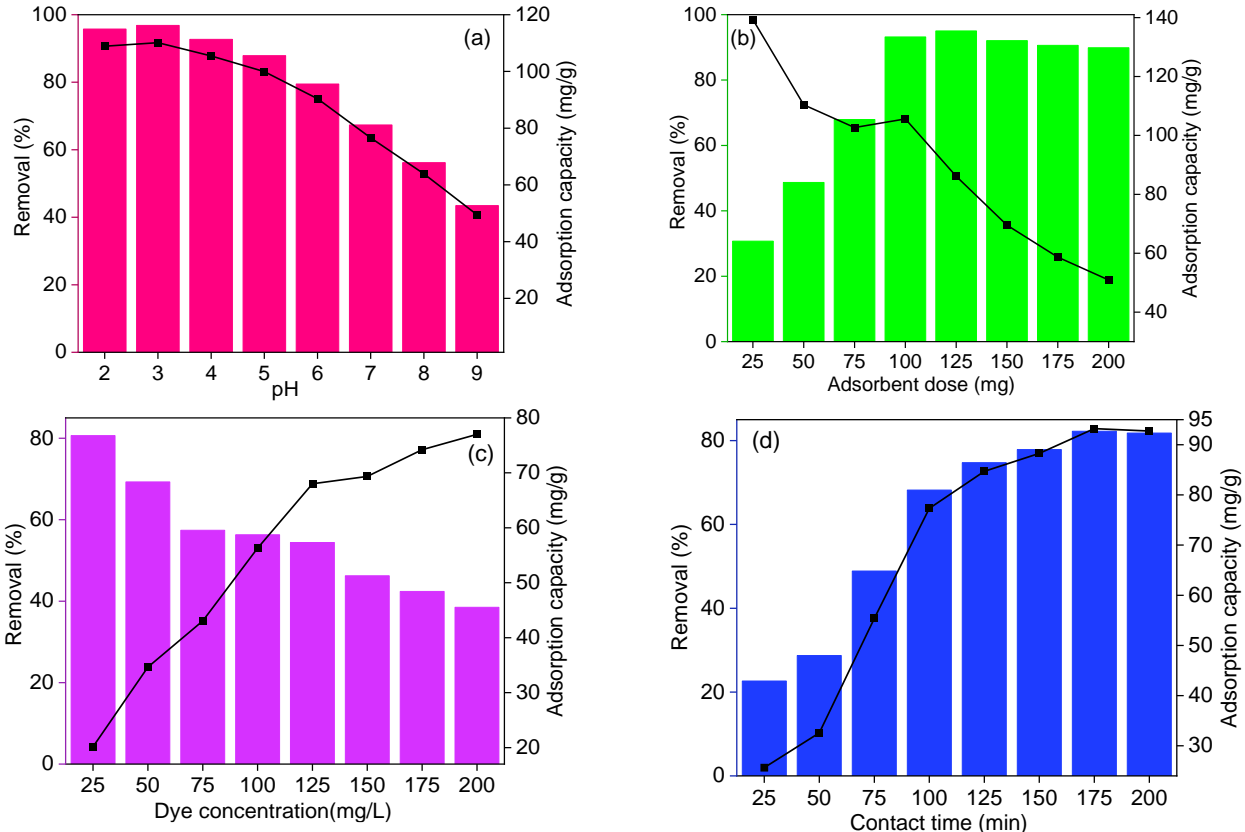 (a)
Removal (%)
100
80
60
40
20
0
120
100
80
60
40
20
Adsorption capacity (mg/g)
2 3 4 5 6 7 8 9
pH
(b)
Removal (%)
100
80
60
40
20
0
140
120
100
80
60
40
Adsorption capacity (mg/g)
25 50 75 100 125 150 175 200
Adsorbent dose (mg)
(c)
Removal (%)
80
60
40
20
0
80
70
60
50
40
30
20
Adsorption capacity (mg/g)
25 50 75 100 125 150 175 200
Dye concentration(mg/L)
(d)
Removal (%)
80
60
40
20
0
95
90
80
70
60
50
40
30
Adsorption capacity (mg/g)
25 50 75 100 125 150 175 200
Contact time (min)